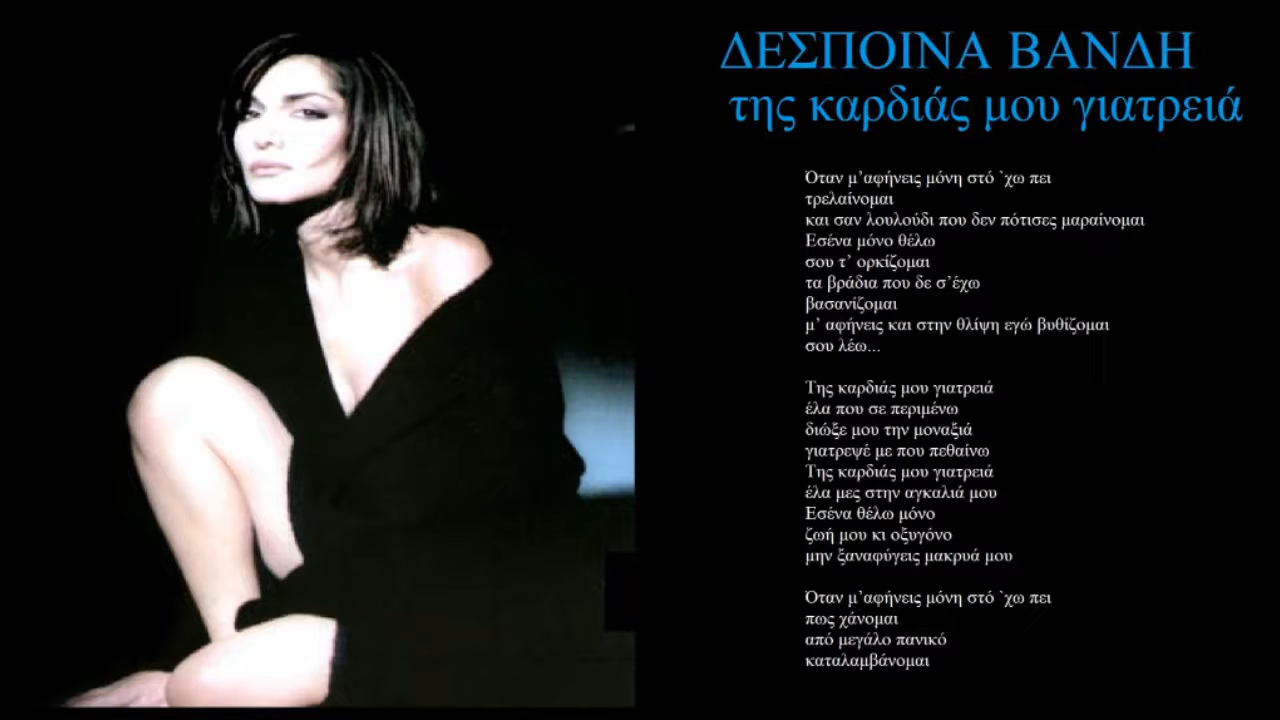 ΔΕΣΠΟΙΝΑ ΒΑΝΔΗ
της καρδιάς μου γιατρειά
Όταν μ’αφήνεις μόνη στό `χω πει
τρελαίνομαι
και σαν λουλούδι που δεν πότισες μαραίνομαι
Εσένα μόνο θέλω
σου τ’ ορκίζομαι
τα βράδια που δε σ’έχω
βασανίζομαι
μ’ αφήνεις και στην θλίψη εγώ βυθίζομαι
σου λέω...
Της καρδιάς μου γιατρειά
έλα που σε περιμένω
διώξε μου την μοναξιά
γιατρεψέ με που πεθαίνω
Της καρδιάς μου γιατρειά
έλα μες στην αγκαλιά μου
Εσένα θέλω μόνο
ζωή μου κι οξυγόνο
μην ξαναφύγεις μακρυά μου
Όταν μ’αφήνεις μόνη στό `χω πει
πως χάνομαι
από μεγάλο πανικό
καταλαμβάνομαι